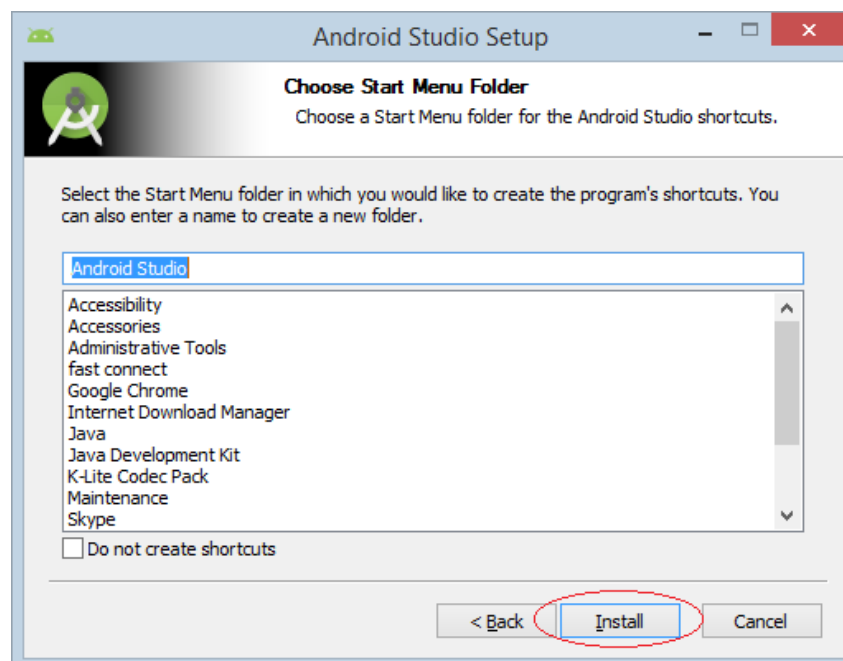 Android Studio Setup
Choose Start Menu Folder
Choose a Start Menu folder for the Android Studio shortcuts.
Select the Start Menu folder in which you would like to create the program's shortcuts. You
can also enter a name to create a new folder.
Android Studio
Accessibility
Accessories
Administrative Tools
fast connect
Google Chrome
Internet Download Manager
Java
Java Development Kit
K-Lite Codec Pack
Maintenance
Skype
Do not create shortcuts
< Back Install Cancel